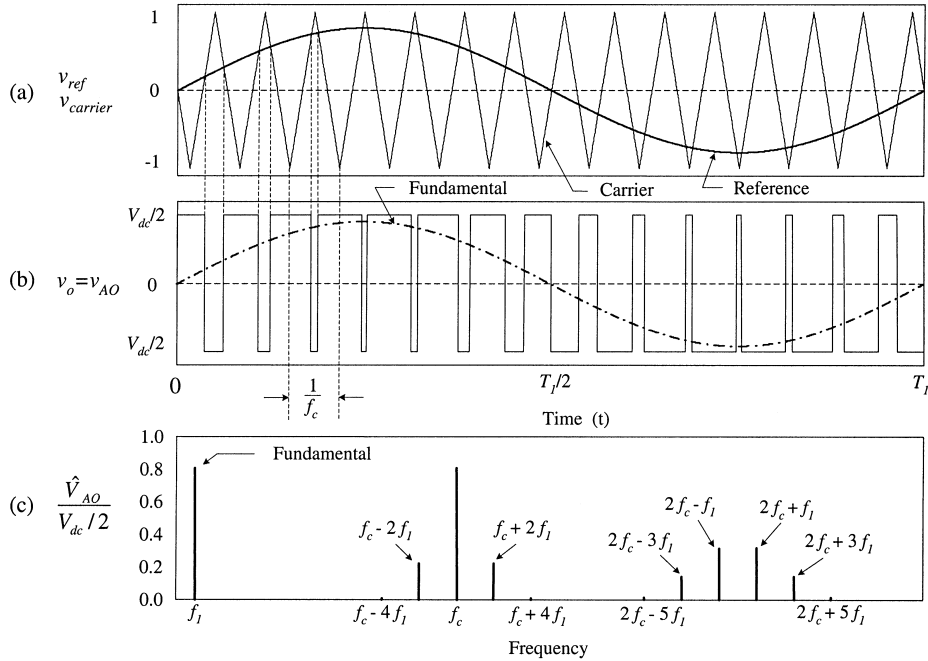 1
(a) v_ref
v_carrier
0
-1
Fundamental
Carrier
Reference
V_dc/2
(b) v_o=v_AO
0
V_dc/2
0 1 T_1/2 T_1
1/f_c
Time (t)
1.0
Fundamental
0.8
(c) V̂_AO / V_dc/2
0.6
0.4
0.2
0.0
f_c-2f_1
f_c+2f_1
2f_c-3f_1
2f_c-f_1
2f_c+f_1
2f_c+3f_1
f_1 f_c-4f_1 f_c f_c+4f_1 2f_c-5f_1 2f_c+5f_1
Frequency